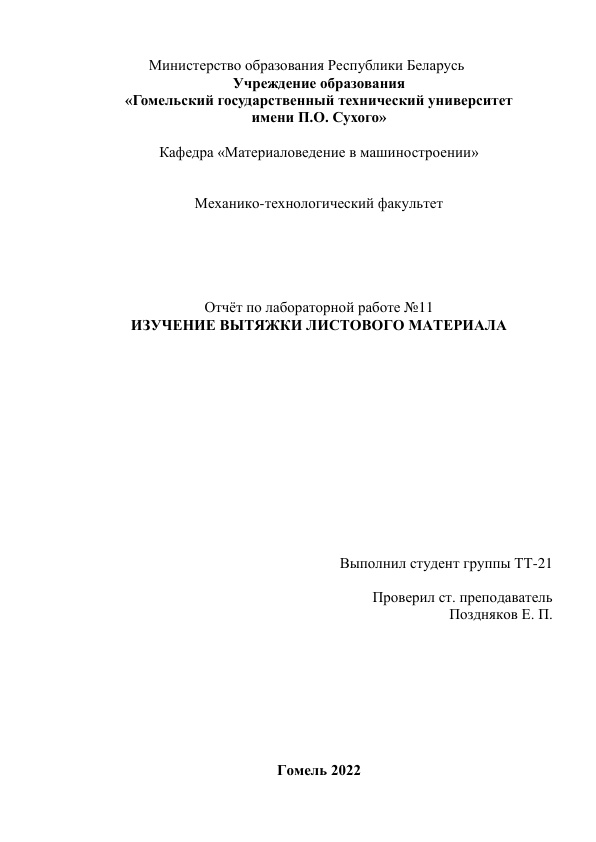 Министерство образования Республики Беларусь
Учреждение образования
«Гомельский государственный технический университет
имени П.О. Сухого»
Кафедра «Материаловедение в машиностроении»
Механико-технологический факультет
Отчёт по лабораторной работе №11
ИЗУЧЕНИЕ ВЫТЯЖКИ ЛИСТОВОГО МАТЕРИАЛА
Выполнил студент группы ТТ-21
Проверил ст. преподаватель
Поздняков Е. П.
Гомель 2022